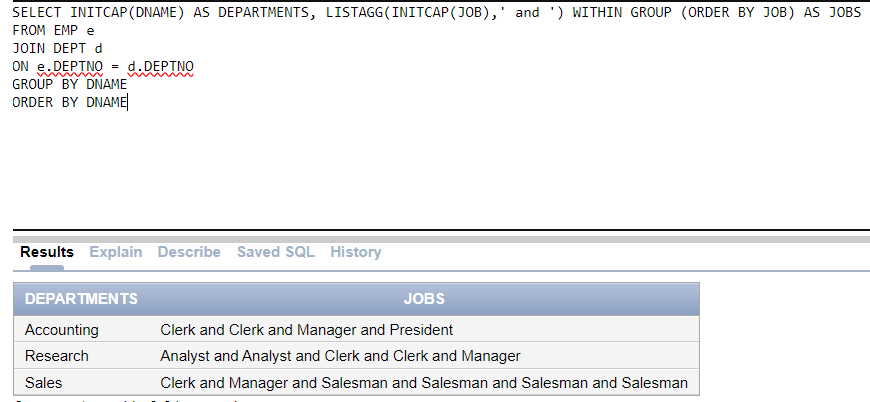 SELECT INITCAP(DNAME) AS DEPARTMENTS, LISTAGG(INITCAP(JOB),' and ') WITHIN GROUP (ORDER BY JOB) AS JOBS
FROM EMP e
JOIN DEPT d
ON e.DEPTNO = d.DEPTNO
GROUP BY DNAME
ORDER BY DNAME
Results Explain Describe Saved SQL History
DEPARTMENTS JOBS
Accounting Clerk and Clerk and Manager and President
Research Analyst and Analyst and Clerk and Clerk and Manager
Sales Clerk and Manager and Salesman and Salesman and Salesman and Salesman